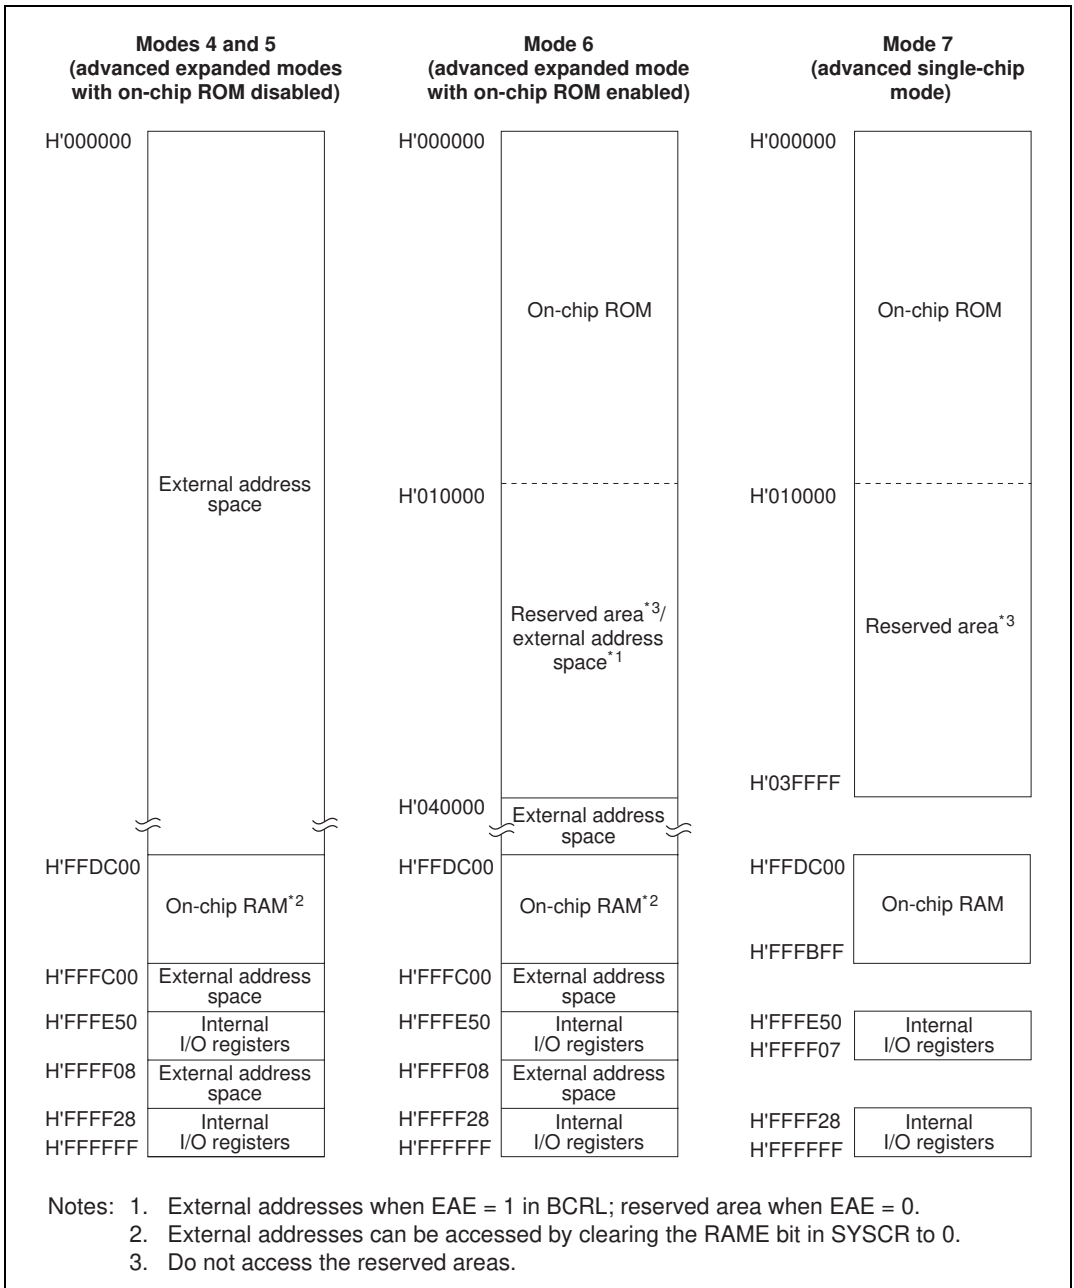 Modes 4 and 5
(advanced expanded modes
with on-chip ROM disabled)
H'000000
External address
space
H'FFDC00
On-chip RAM*2
H'FFFC00
External address
space
H'FFFE50
Internal
I/O registers
H'FFFF08
External address
space
H'FFFF28
Internal
I/O registers
H'FFFFFF
Mode 6
(advanced expanded mode
with on-chip ROM enabled)
H'000000
On-chip ROM
H'010000
Reserved area*3/
external address
space*1
H'040000
External address
space
H'FFDC00
On-chip RAM*2
H'FFFC00
External address
space
H'FFFE50
Internal
I/O registers
H'FFFF08
External address
space
H'FFFF28
Internal
I/O registers
H'FFFFFF
Mode 7
(advanced single-chip
mode)
H'000000
On-chip ROM
H'010000
Reserved area*3
H'03FFFF
H'FFDC00
On-chip RAM
H'FFFBFF
H'FFFE50
Internal
I/O registers
H'FFFF07
H'FFFF28
Internal
I/O registers
H'FFFFFF
Notes: 1. External addresses when EAE = 1 in BCRL; reserved area when EAE = 0.
2. External addresses can be accessed by clearing the RAME bit in SYSCR to 0.
3. Do not access the reserved areas.